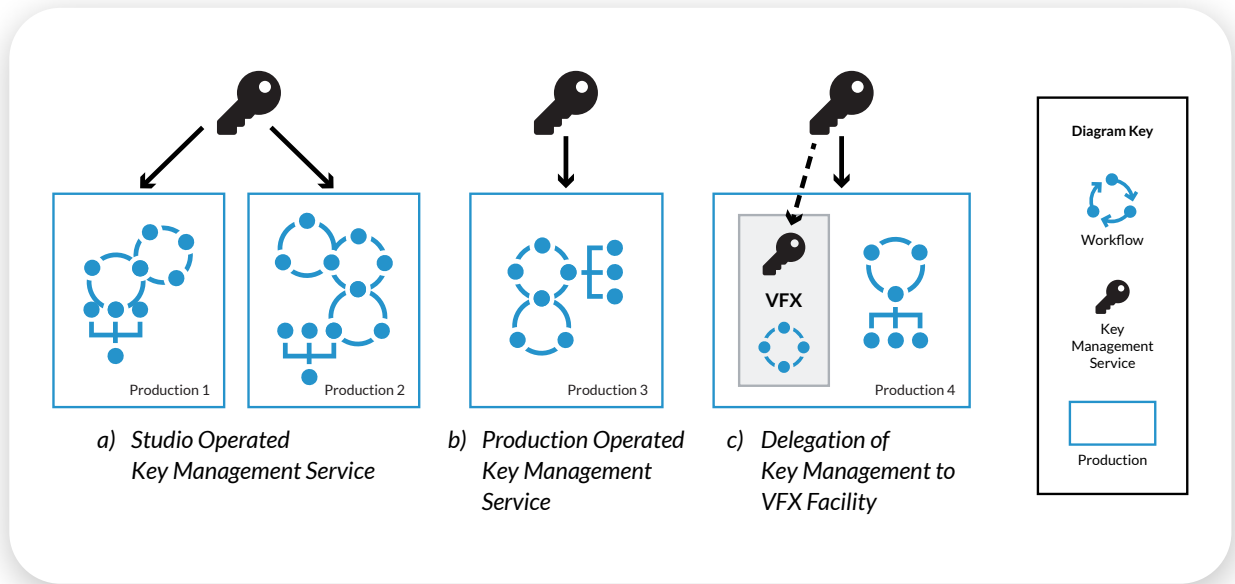 Diagram Key
Workflow
Key
Management
Service
Production
VFX
Production 1
Production 2
Production 3
Production 4
a) Studio Operated
Key Management Service
b) Production Operated
Key Management
Service
c) Delegation of
Key Management to
VFX Facility